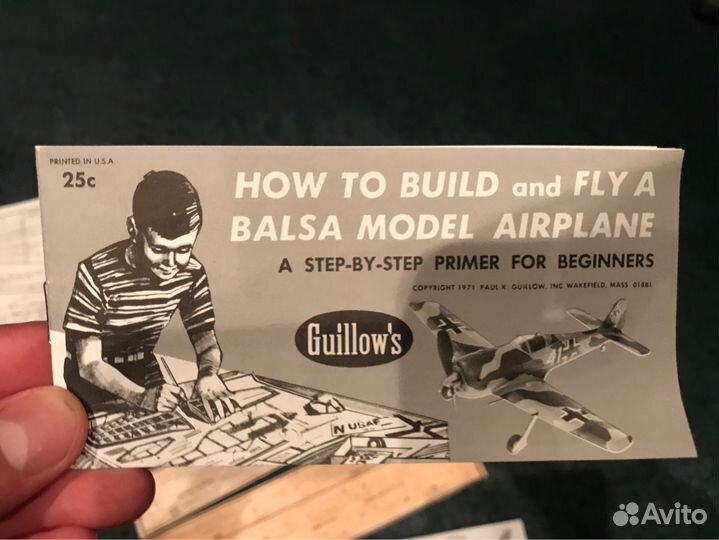 PRINTED IN U.S.A.
25c
HOW TO BUILD and FLY A
BALSA MODEL AIRPLANE
A STEP-BY-STEP PRIMER FOR BEGINNERS
COPYRIGHT 1971 PAUL K. GUILLOW, INC WAKEFIELD, MASS 01881
Guillow's
N USAF
41
Avito